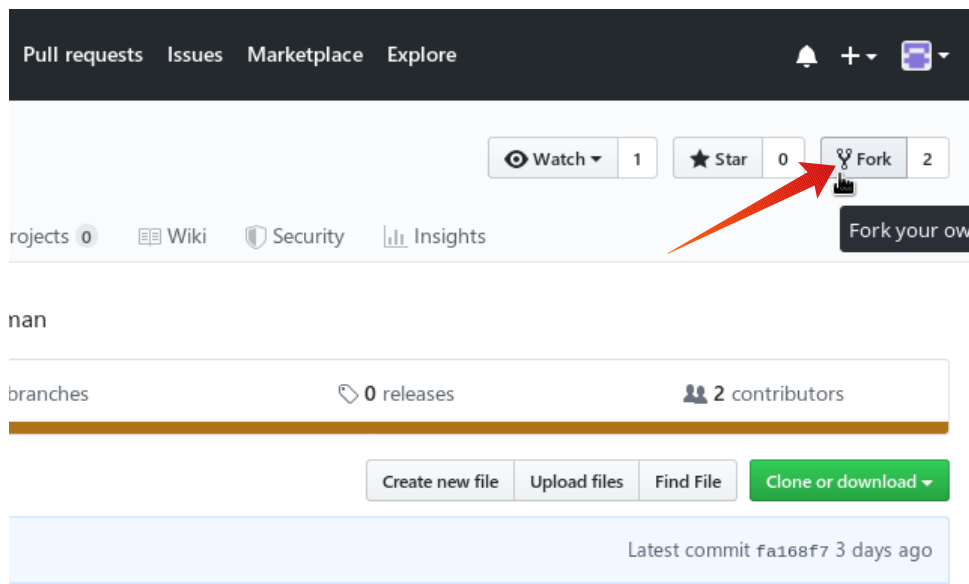 Pull requests Issues Marketplace Explore
Watch 1 Star 0 Fork 2
rojects 0 Wiki Security Insights
Fork your ow
man
branches 0 releases 2 contributors
Create new file Upload files Find File Clone or download
Latest commit fa168f7 3 days ago